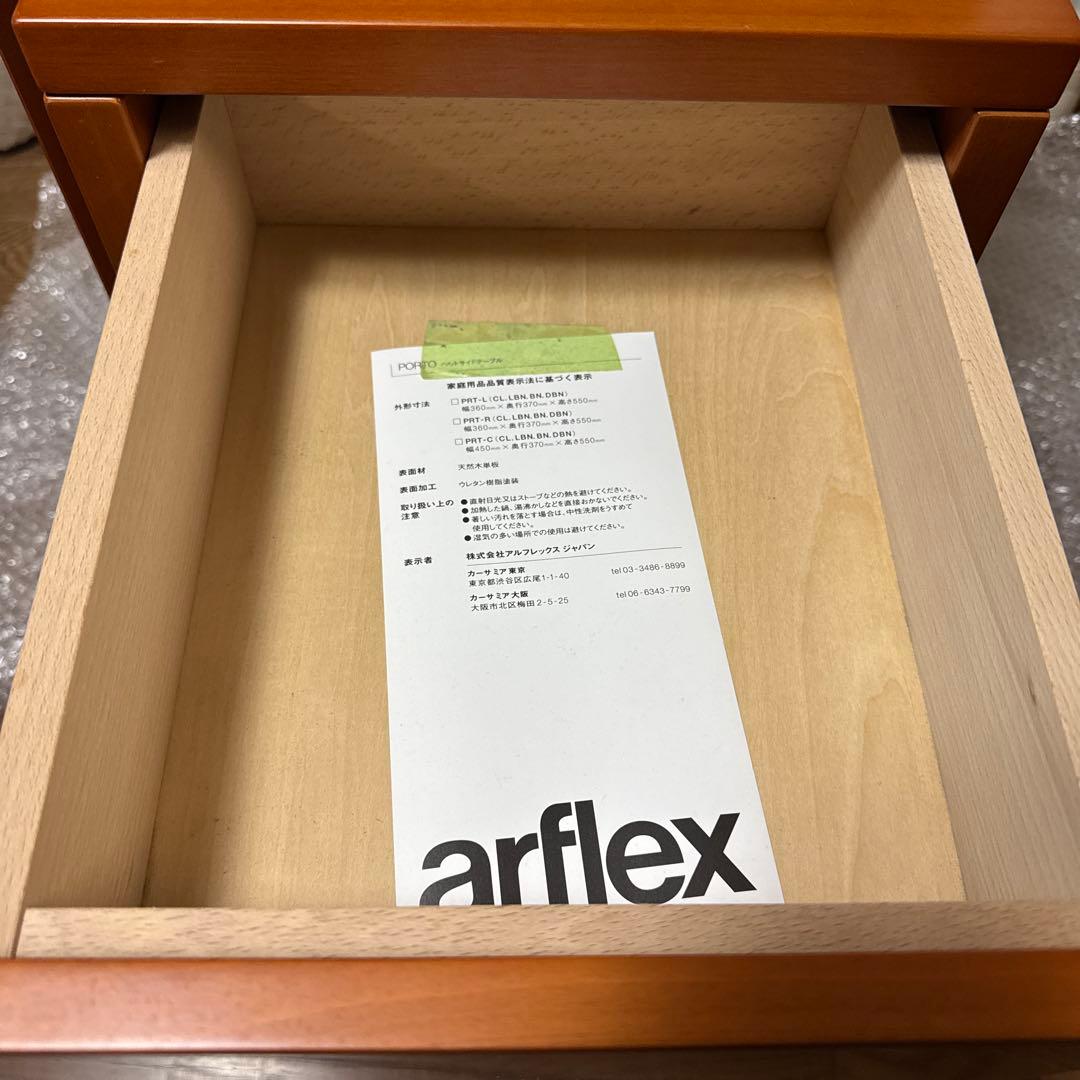 PORTO ベッドサイドテーブル
家庭用品品質表示法に基づく表示
外形寸法 □ PRT-L (CL. LBN. BN. DBN)
幅360mm × 奥行370mm × 高さ550mm
□ PRT-R (CL. LBN. BN. DBN)
幅360mm × 奥行370mm × 高さ550mm
□ PRT-C (CL. LBN. BN. DBN)
幅450mm × 奥行370mm × 高さ550mm
表面材 天然木単板
表面加工 ウレタン樹脂塗装
取り扱い上の注意 ● 直射日光又はストーブなどの熱を避けてください。
● 加熱した鍋、湯沸かしなどを直接おかないでください。
● 著しい汚れを落とす場合は、中性洗剤をうすめて
使用してください。
● 湿気の多い場所での使用は避けてください。
表示者 株式会社アルフレックス ジャパン
カーサミア東京
東京都渋谷区広尾1-1-40 tel 03-3486-8899
カーサミア大阪
大阪市北区梅田2-5-25 tel 06-6343-7799
arflex